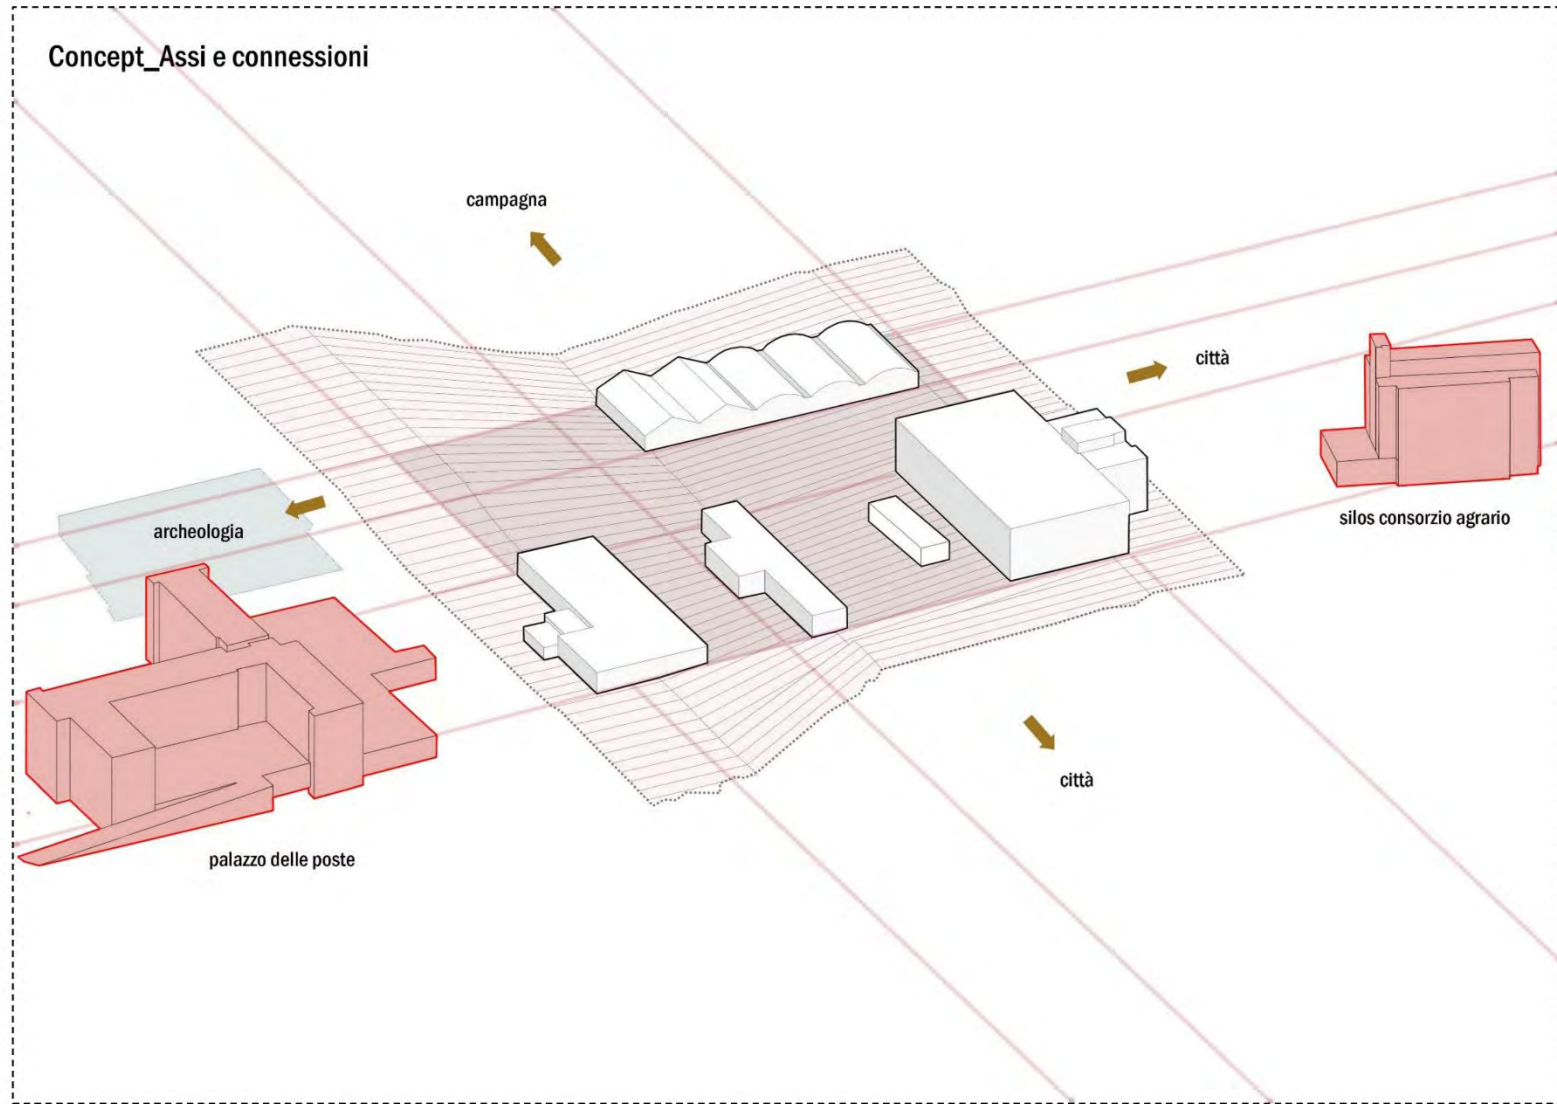 Concept_Assi e connessioni
campagna
città
archeologia
silos consorzio agrario
città
palazzo delle poste